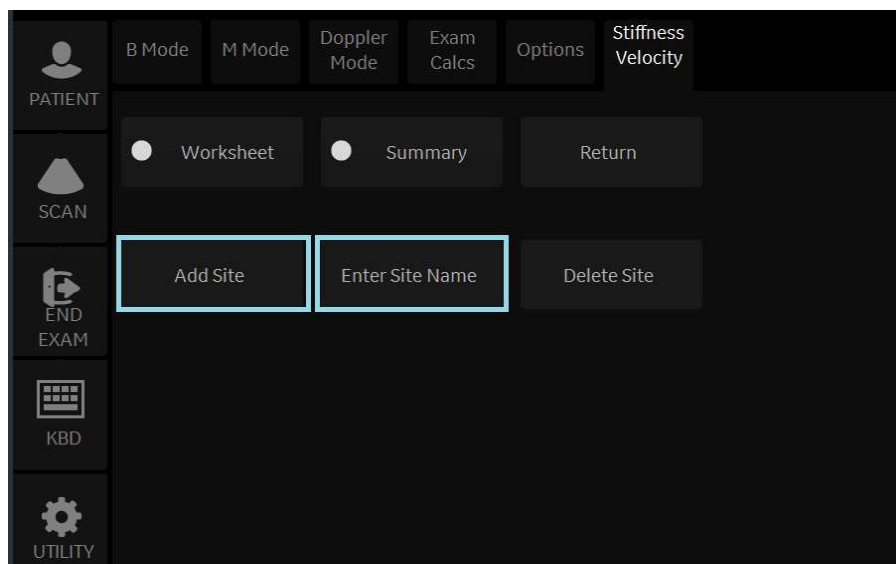 B Mode
M Mode
Doppler
Mode
Exam
Calcs
Options
Stiffness
Velocity
PATIENT
Worksheet
Summary
Return
SCAN
Add Site
Enter Site Name
Delete Site
END
EXAM
KBD
UTILITY